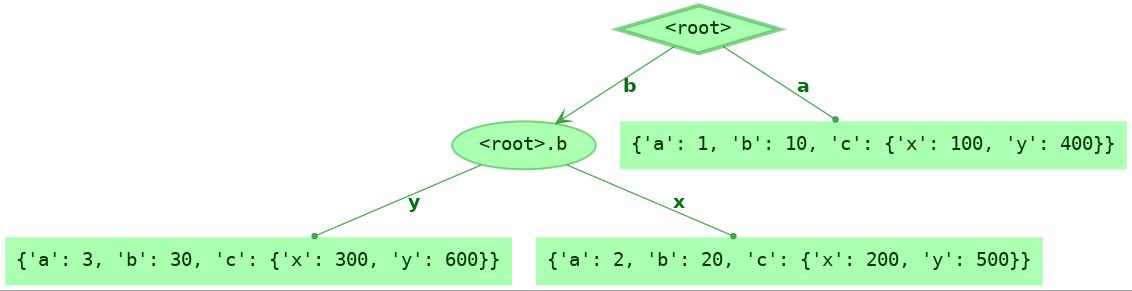 <root>
b
a
<root>.b
{'a': 1, 'b': 10, 'c': {'x': 100, 'y': 400}}
y
x
{'a': 3, 'b': 30, 'c': {'x': 300, 'y': 600}}
{'a': 2, 'b': 20, 'c': {'x': 200, 'y': 500}}